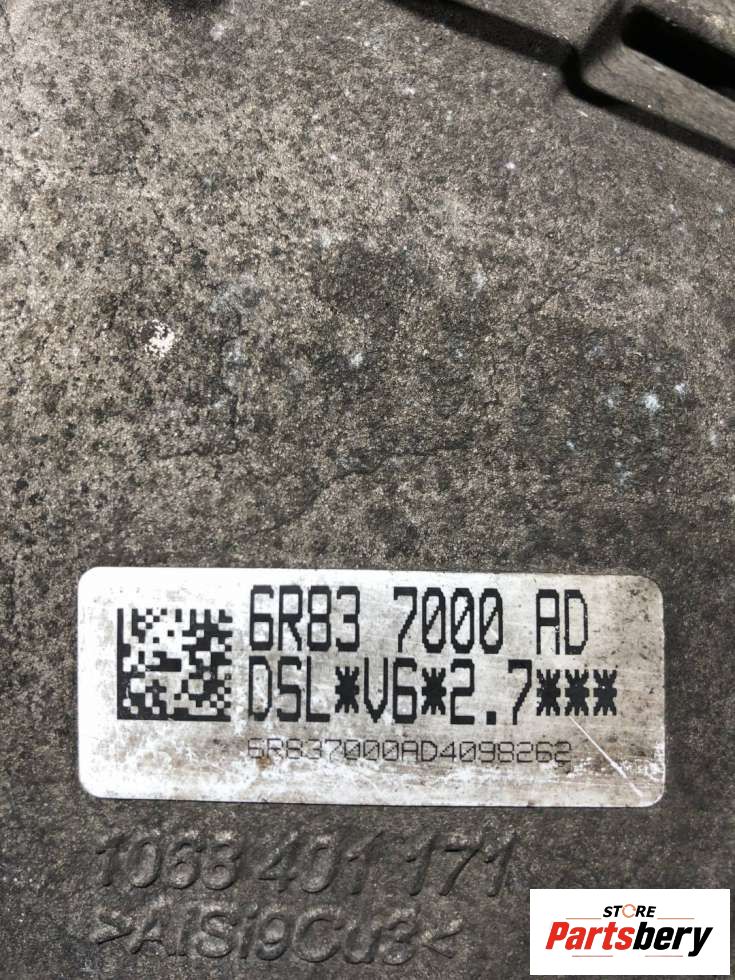 6R83 7000 AD
DSL*V6*2.7***
6R837000AD4098262
1068 401 171
>AlSi9Cu3<
STORE
Partsbery